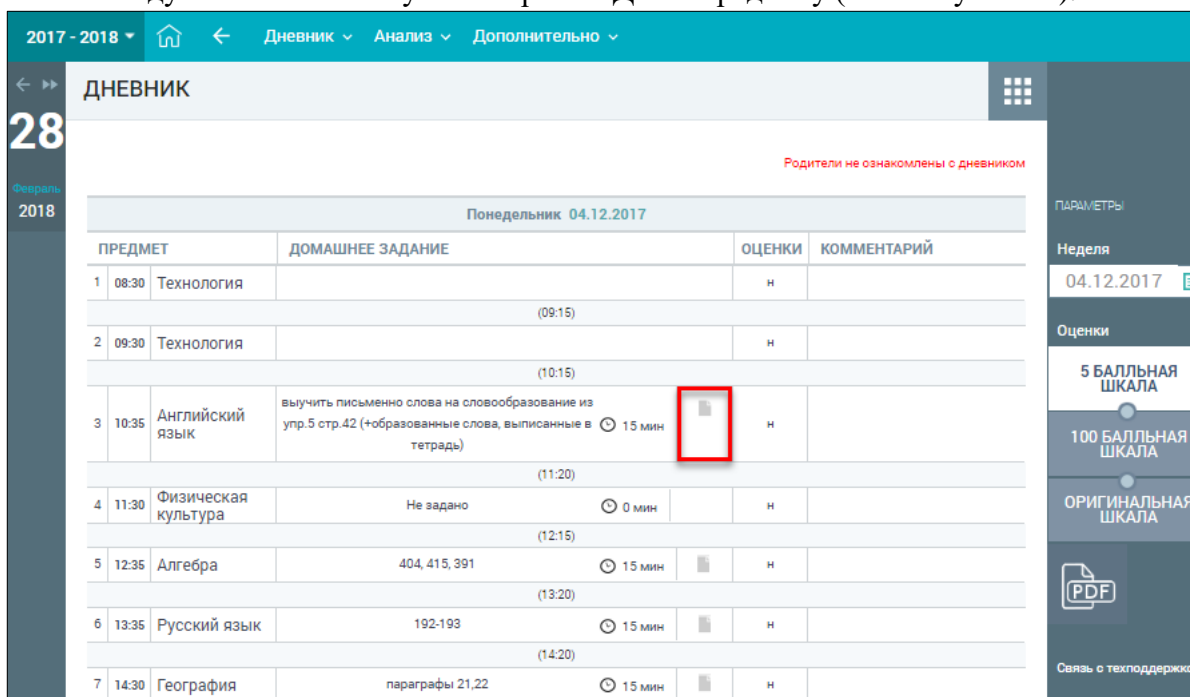 2017 - 2018 Дневник Анализ Дополнительно
ДНЕВНИК
28
Февраль
2018
Родители не ознакомлены с дневником
Понедельник 04.12.2017
ПРЕДМЕТ ДОМАШНЕЕ ЗАДАНИЕ ОЦЕНКИ КОММЕНТАРИЙ
1 08:30 Технология н
(09:15)
2 09:30 Технология н
(10:15)
3 10:35 Английский язык
выучить письменно слова на словообразование из
упр.5 стр.42 (+образованные слова, выписанные в
тетрадь)
15 мин н
(11:20)
4 11:30 Физическая культура Не задано 0 мин н
(12:15)
5 12:35 Алгебра 404, 415, 391 15 мин н
(13:20)
6 13:35 Русский язык 192-193 15 мин н
(14:20)
7 14:30 География параграфы 21,22 15 мин н
ПАРАМЕТРЫ
Неделя
04.12.2017
Оценки
5 БАЛЛЬНАЯ
ШКАЛА
100 БАЛЛЬНАЯ
ШКАЛА
ОРИГИНАЛЬНАЯ
ШКАЛА
PDF
Связь с техподдержко